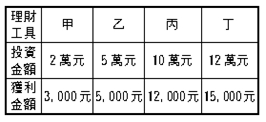 理財工具 甲 乙 丙 丁
投資金額 2萬元 5萬元 10萬元 12萬元
獲利金額 3,000元 5,000元 12,000元 15,000元